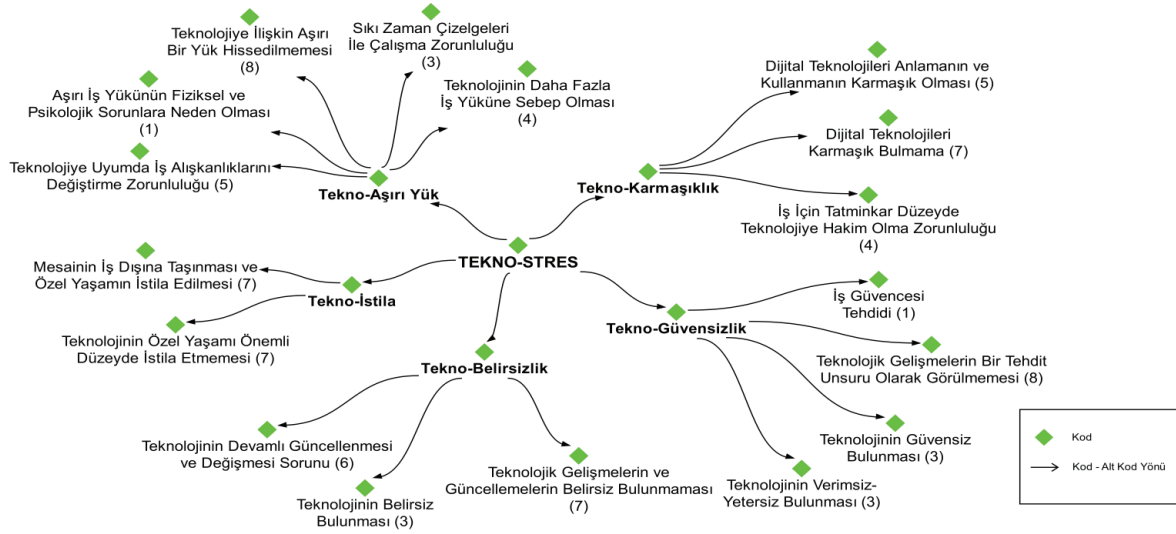 Teknolojiye İlişkin Aşırı
Bir Yük Hissedilmemesi
(8)
Sıkı Zaman Çizelgeleri
İle Çalışma Zorunluluğu
(3)
Teknolojinin Daha Fazla
İş Yüküne Sebep Olması
(4)
Aşırı İş Yükünün Fiziksel ve
Psikolojik Sorunlara Neden Olması
(1)
Teknolojiye Uyumda İş Alışkanlıklarını
Değiştirme Zorunluluğu (5)
Tekno-Aşırı Yük
Dijital Teknolojileri Anlamanın ve
Kullanmanın Karmaşık Olması (5)
Dijital Teknolojileri
Karmaşık Bulmama (7)
Tekno-Karmaşıklık
İş İçin Tatminkar Düzeyde
Teknolojiye Hakim Olma Zorunluluğu
(4)
TEKNO-STRES
Mesainin İş Dışına Taşınması ve
Özel Yaşamın İstila Edilmesi (7)
Tekno-İstila
Teknolojinin Özel Yaşamı Önemli
Düzeyde İstila Etmemesi (7)
İş Güvencesi
Tehdidi (1)
Tekno-Güvensizlik
Teknolojik Gelişmelerin Bir Tehdit
Unsuru Olarak Görülmemesi (8)
Tekno-Belirsizlik
Teknolojinin Devamlı Güncellenmesi
ve Değişmesi Sorunu (6)
Teknolojinin Belirsiz
Bulunması (3)
Teknolojik Gelişmelerin ve
Güncellemelerin Belirsiz Bulunmaması
(7)
Teknolojinin Güvensiz
Bulunması (3)
Teknolojinin Verimsiz-
Yetersiz Bulunması (3)
Kod
Kod - Alt Kod Yönü